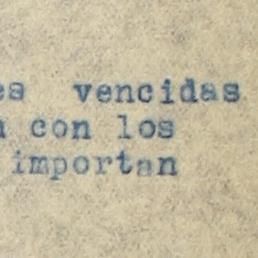 es vencidas
con los
importan